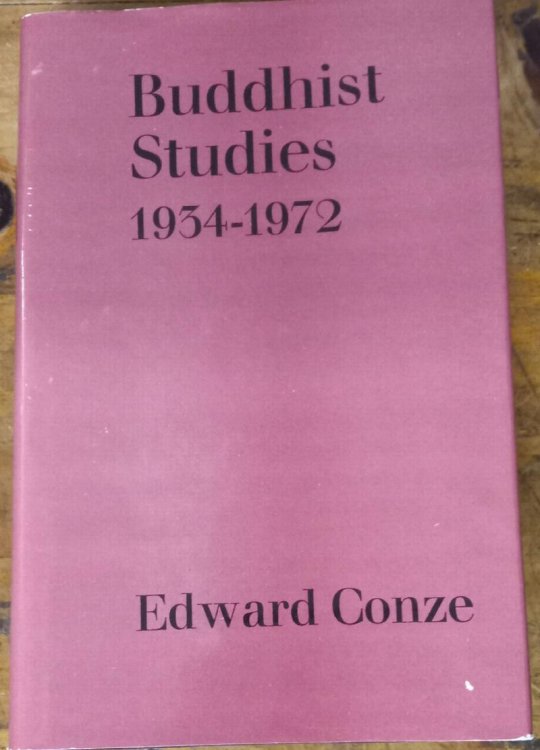 Buddhist
Studies
1934-1972
Edward Conze